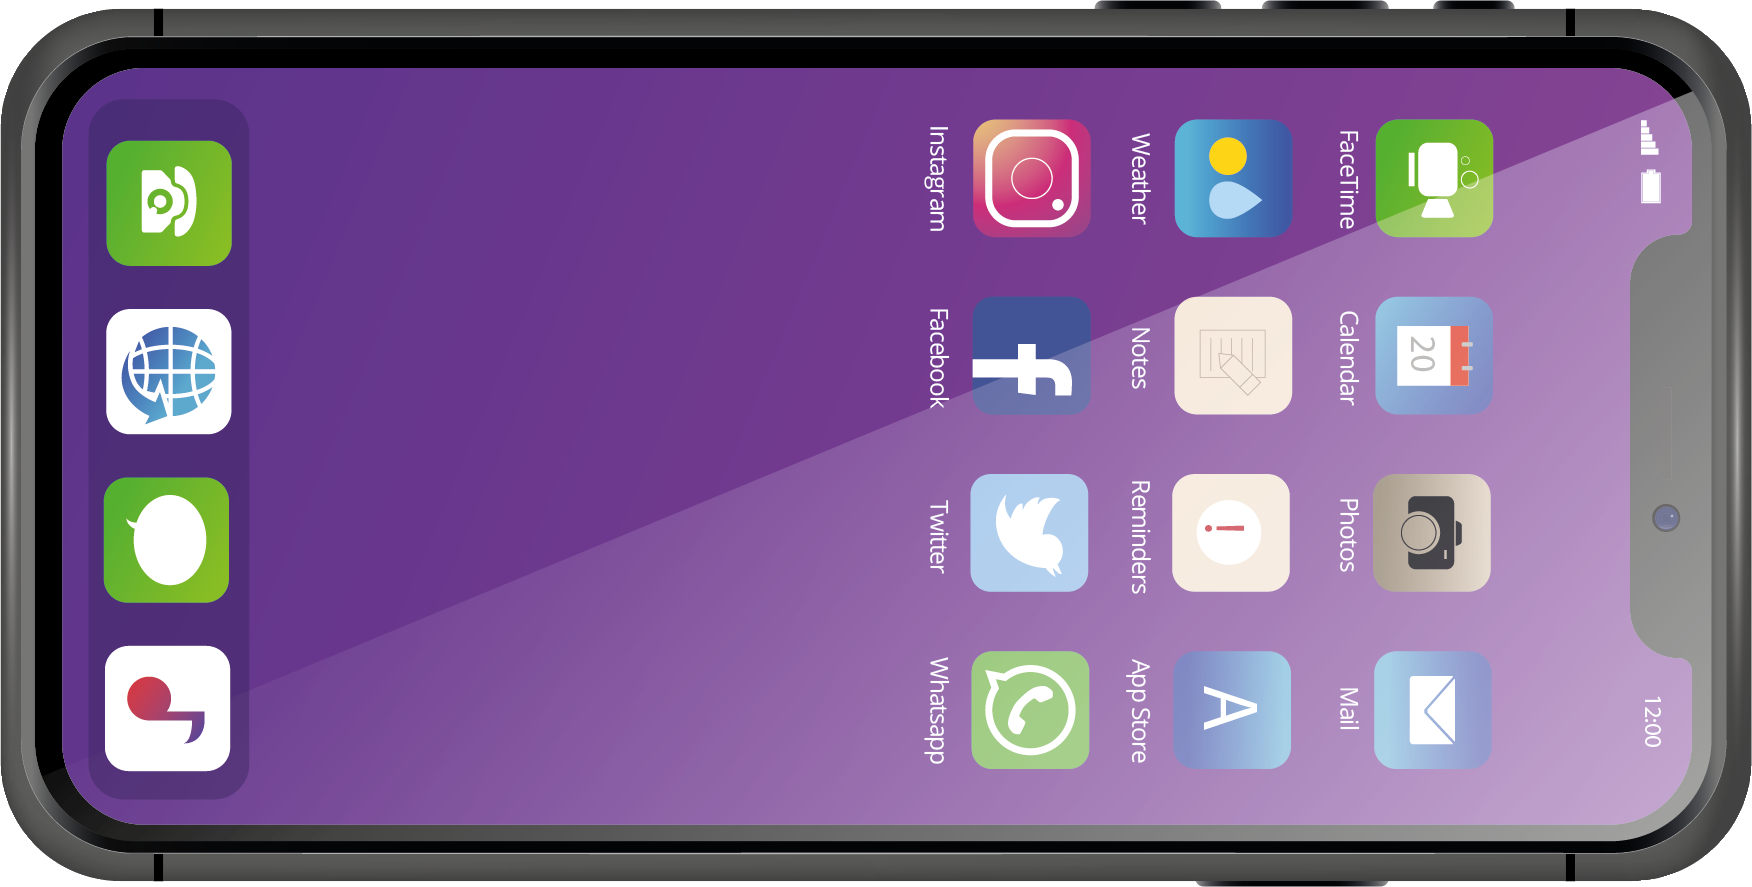 12:00
20
FaceTime Calendar Photos Mail
A
Weather Notes Reminders App Store
f
Instagram Facebook Twitter Whatsapp